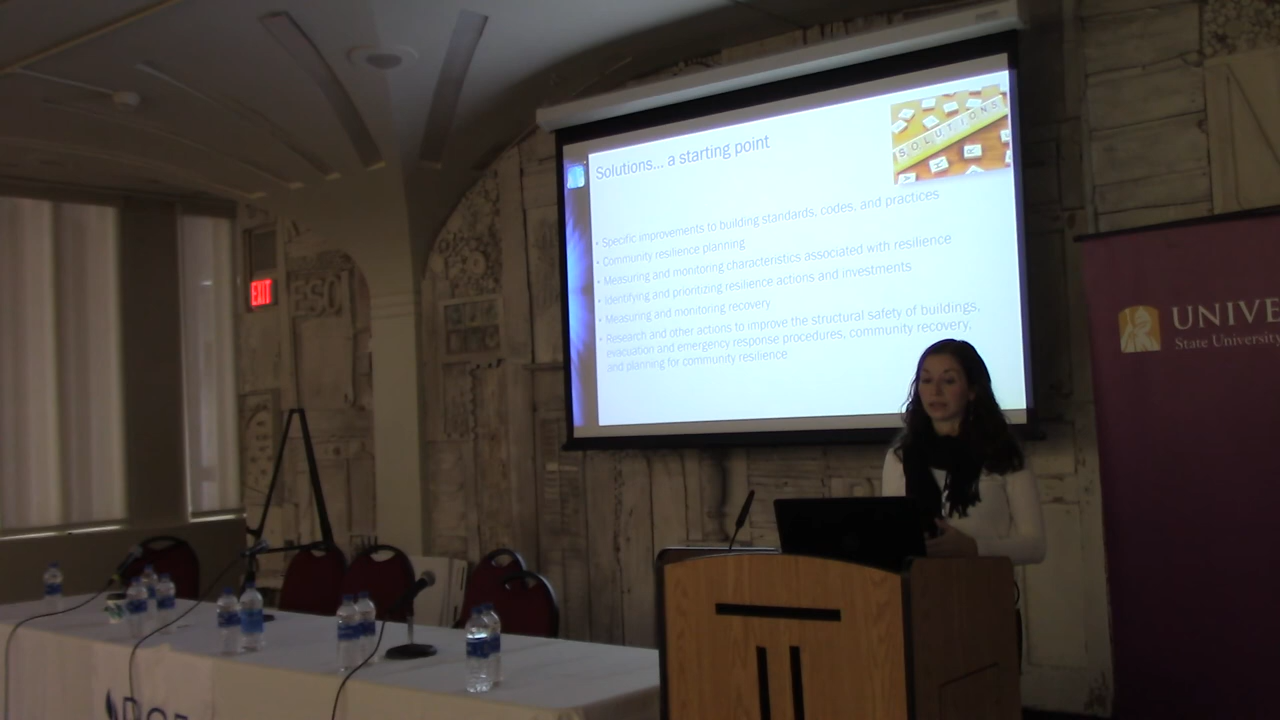 Solutions... a starting point
SOLUTIONS
• Specific improvements to building standards, codes, and practices
• Community resilience planning
• Measuring and monitoring characteristics associated with resilience
• Identifying and prioritizing resilience actions and investments
• Measuring and monitoring recovery
• Research and other actions to improve the structural safety of buildings,
evacuation and emergency response procedures, community recovery,
and planning for community resilience
EXIT
ESC
UNIVE
State University